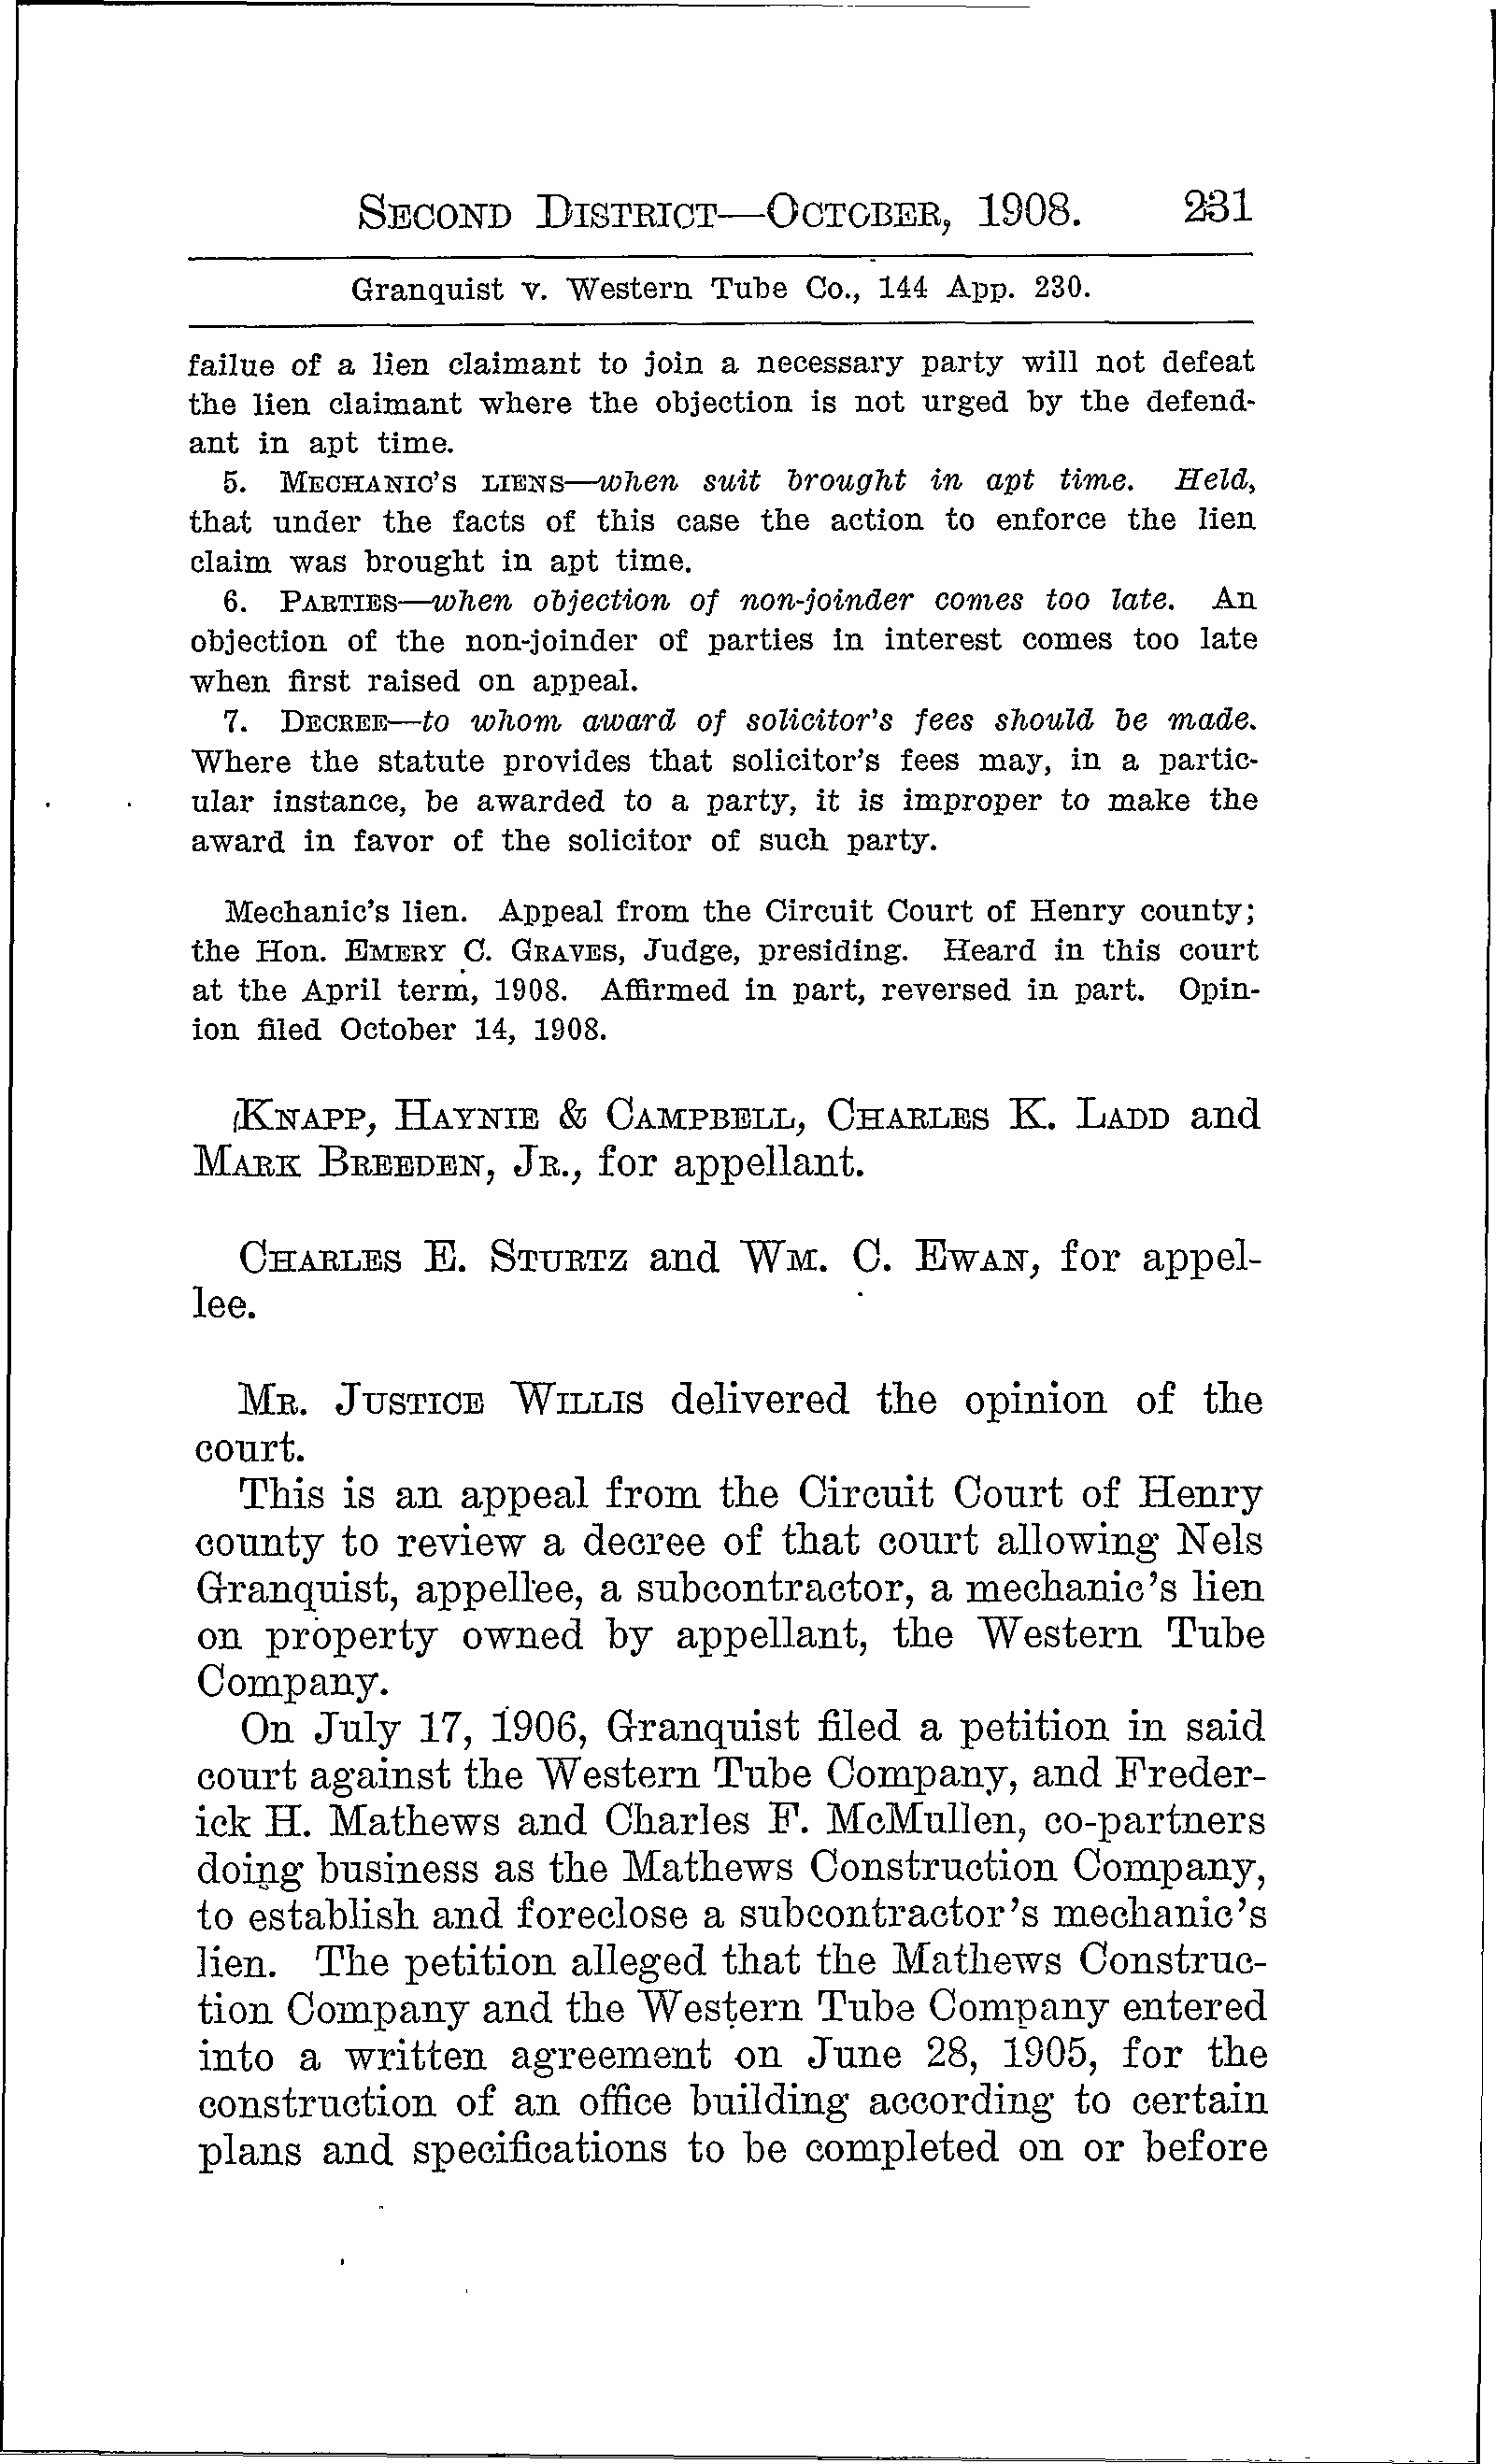 SECOND DISTRICT—OCTOBER, 1908. 231
Granquist v. Western Tube Co., 144 App. 230.
failue of a lien claimant to join a necessary party will not defeat
the lien claimant where the objection is not urged by the defend-
ant in apt time.
5. MECHANIC'S LIENS—when suit brought in apt time. Held,
that under the facts of this case the action to enforce the lien
claim was brought in apt time.
6. PARTIES—when objection of non-joinder comes too late. An
objection of the non-joinder of parties in interest comes too late
when first raised on appeal.
7. DECREE—to whom award of solicitor's fees should be made.
Where the statute provides that solicitor's fees may, in a partic-
ular instance, be awarded to a party, it is improper to make the
award in favor of the solicitor of such party.
Mechanic's lien. Appeal from the Circuit Court of Henry county;
the Hon. EMERY C. GRAVES, Judge, presiding. Heard in this court
at the April term, 1908. Affirmed in part, reversed in part. Opin-
ion filed October 14, 1908.
KNAPP, HAYNIE & CAMPBELL, CHARLES K. LADD and
MARK BREEDEN, JR., for appellant.
CHARLES E. STURTZ and WM. C. EWAN, for appel-
lee.
MR. JUSTICE WILLIS delivered the opinion of the
court.
This is an appeal from the Circuit Court of Henry
county to review a decree of that court allowing Nels
Granquist, appellee, a subcontractor, a mechanic's lien
on property owned by appellant, the Western Tube
Company.
On July 17, 1906, Granquist filed a petition in said
court against the Western Tube Company, and Freder-
ick H. Mathews and Charles F. McMullen, co-partners
doing business as the Mathews Construction Company,
to establish and foreclose a subcontractor's mechanic's
lien. The petition alleged that the Mathews Construc-
tion Company and the Western Tube Company entered
into a written agreement on June 28, 1905, for the
construction of an office building according to certain
plans and specifications to be completed on or before